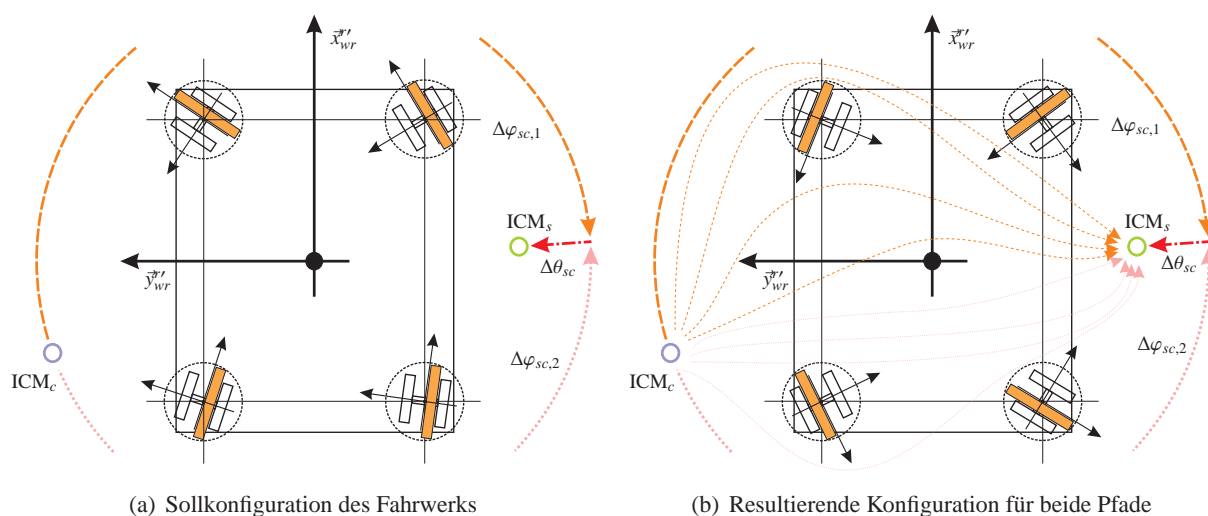 x⃗ʳ′wr
Δφsc,1
ICMs
Δθsc
y⃗ʳ′wr
Δφsc,2
ICMc
(a) Sollkonfiguration des Fahrwerks
x⃗ʳ′wr
Δφsc,1
ICMs
Δθsc
y⃗ʳ′wr
Δφsc,2
ICMc
(b) Resultierende Konfiguration für beide Pfade